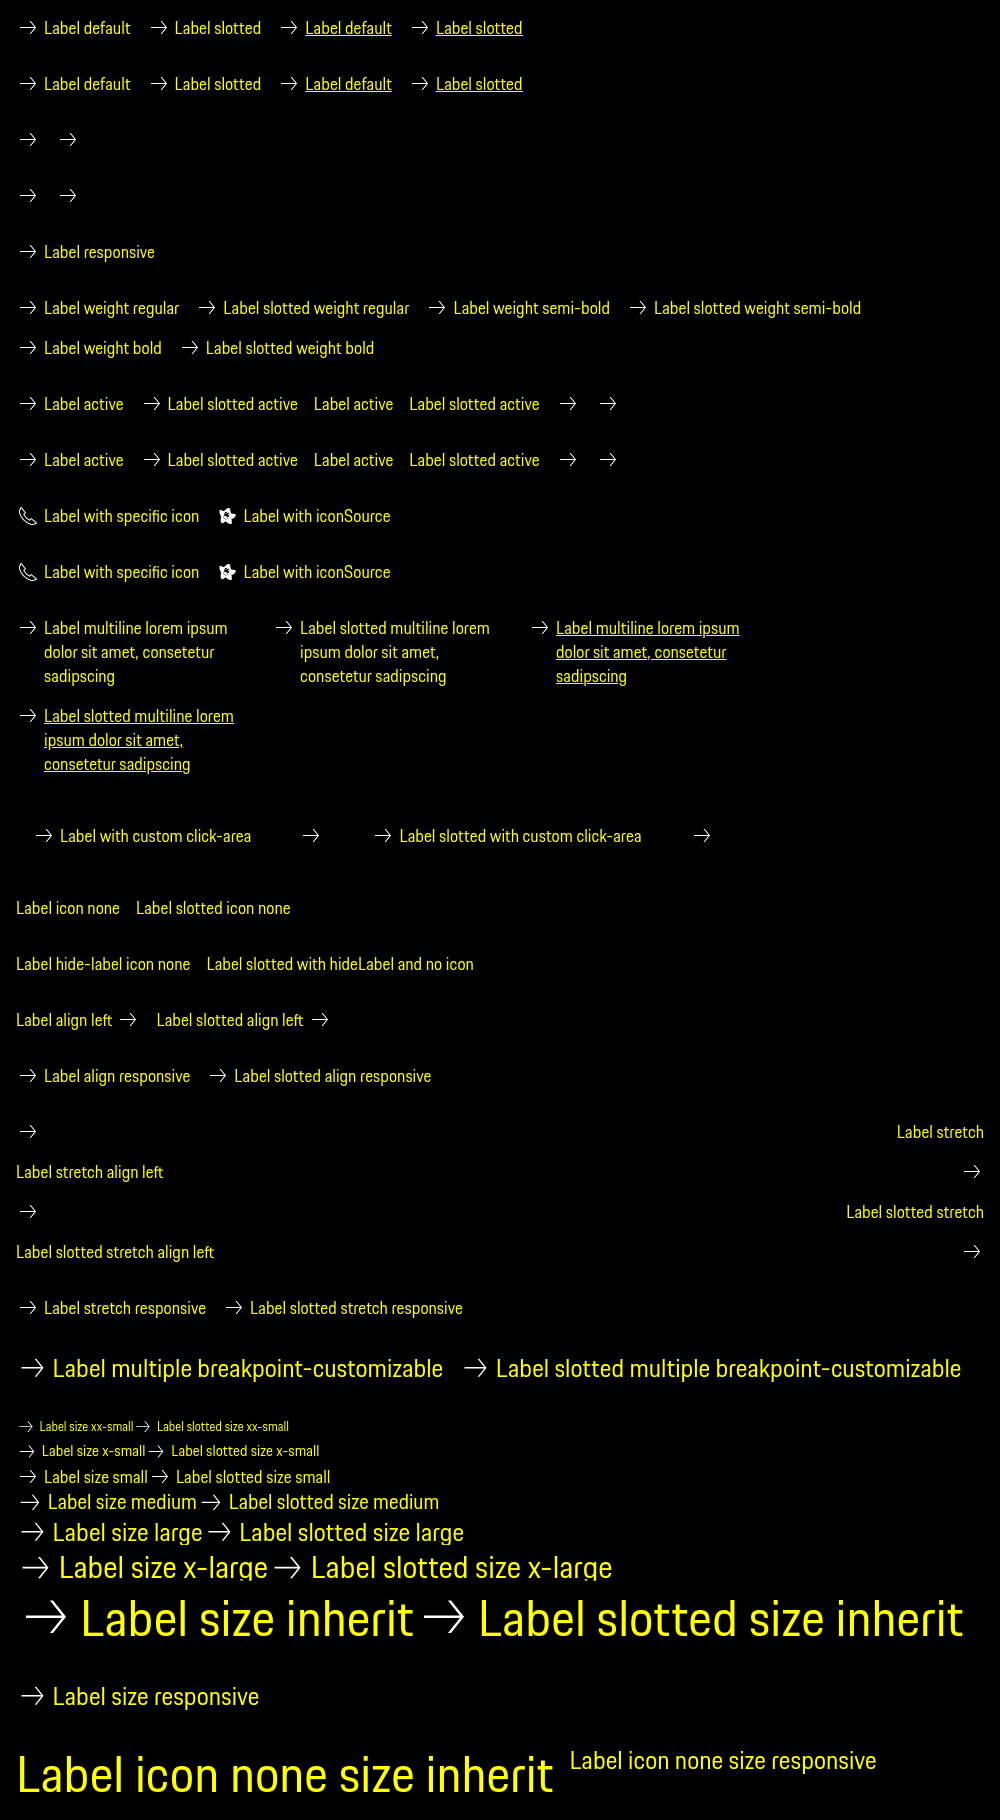 Label default Label slotted Label default Label slotted
Label default Label slotted Label default Label slotted
Label responsive
Label weight regular Label slotted weight regular Label weight semi-bold Label slotted weight semi-bold
Label weight bold Label slotted weight bold
Label active Label slotted active Label active Label slotted active
Label active Label slotted active Label active Label slotted active
Label with specific icon Label with iconSource
Label with specific icon Label with iconSource
Label multiline lorem ipsum
dolor sit amet, consetetur
sadipscing
Label slotted multiline lorem
ipsum dolor sit amet,
consetetur sadipscing
Label multiline lorem ipsum
dolor sit amet, consetetur
sadipscing
Label slotted multiline lorem
ipsum dolor sit amet,
consetetur sadipscing
Label with custom click-area Label slotted with custom click-area
Label icon none Label slotted icon none
Label hide-label icon none Label slotted with hideLabel and no icon
Label align left Label slotted align left
Label align responsive Label slotted align responsive
Label stretch
Label stretch align left
Label slotted stretch
Label slotted stretch align left
Label stretch responsive Label slotted stretch responsive
Label multiple breakpoint-customizable Label slotted multiple breakpoint-customizable
Label size xx-small Label slotted size xx-small
Label size x-small Label slotted size x-small
Label size small Label slotted size small
Label size medium Label slotted size medium
Label size large Label slotted size large
Label size x-large Label slotted size x-large
Label size inherit Label slotted size inherit
Label size responsive
Label icon none size inherit Label icon none size responsive